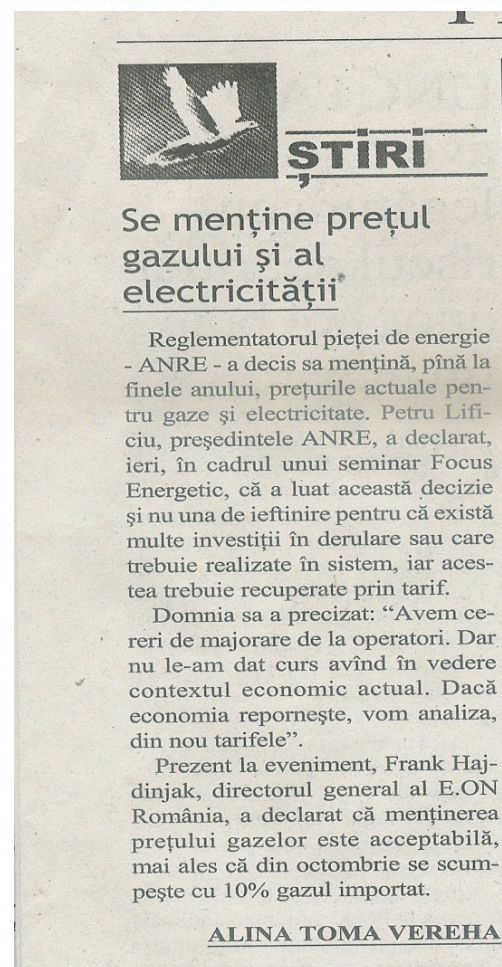 ȘTIRI
Se menţine preţul
gazului şi al
electricităţii
Reglementatorul pieţei de energie
- ANRE - a decis sa menţină, pînă la
finele anului, preţurile actuale pen-
tru gaze şi electricitate. Petru Lifi-
ciu, preşedintele ANRE, a declarat,
ieri, în cadrul unui seminar Focus
Energetic, că a luat această decizie
şi nu una de ieftinire pentru că există
multe investiţii în derulare sau care
trebuie realizate în sistem, iar aces-
tea trebuie recuperate prin tarif.
Domnia sa a precizat: “Avem ce-
reri de majorare de la operatori. Dar
nu le-am dat curs avînd în vedere
contextul economic actual. Dacă
economia reporneşte, vom analiza,
din nou tarifele”.
Prezent la eveniment, Frank Haj-
dinjak, directorul general al E.ON
România, a declarat că menţinerea
preţului gazelor este acceptabilă,
mai ales că din octombrie se scum-
peşte cu 10% gazul importat.
ALINA TOMA VEREHA